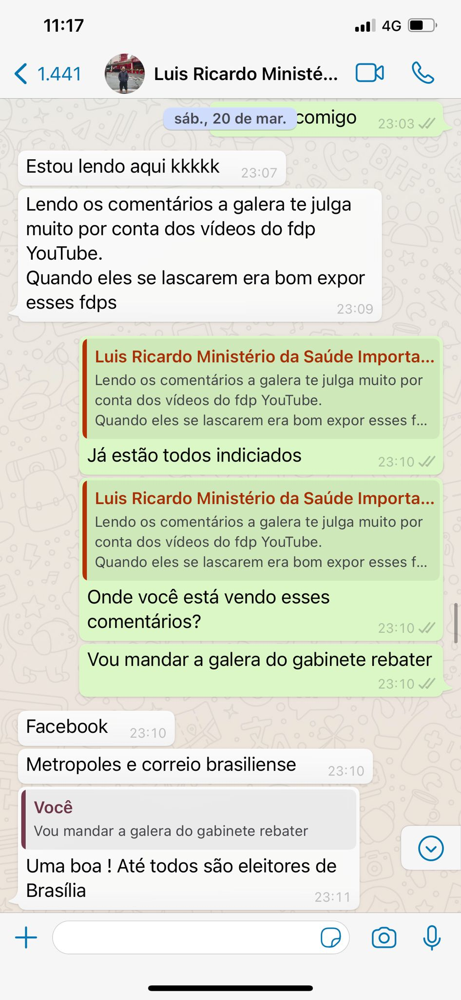 11:17
4G
1.441
Luis Ricardo Ministé...
sáb., 20 de mar.
comigo
23:03
Estou lendo aqui kkkkk
23:07
Lendo os comentários a galera te julga
muito por conta dos vídeos do fdp
YouTube.
Quando eles se lascarem era bom expor
esses fdps
23:09
Luis Ricardo Ministério da Saúde Importa...
Lendo os comentários a galera te julga muito por
conta dos vídeos do fdp YouTube.
Quando eles se lascarem era bom expor esses f...
Já estão todos indiciados
23:10
Luis Ricardo Ministério da Saúde Importa...
Lendo os comentários a galera te julga muito por
conta dos vídeos do fdp YouTube.
Quando eles se lascarem era bom expor esses f...
Onde você está vendo esses
comentários?
23:10
Vou mandar a galera do gabinete rebater
23:10
Facebook
23:10
Metropoles e correio brasiliense
23:10
Você
Vou mandar a galera do gabinete rebater
Uma boa ! Até todos são eleitores de
Brasília
23:11